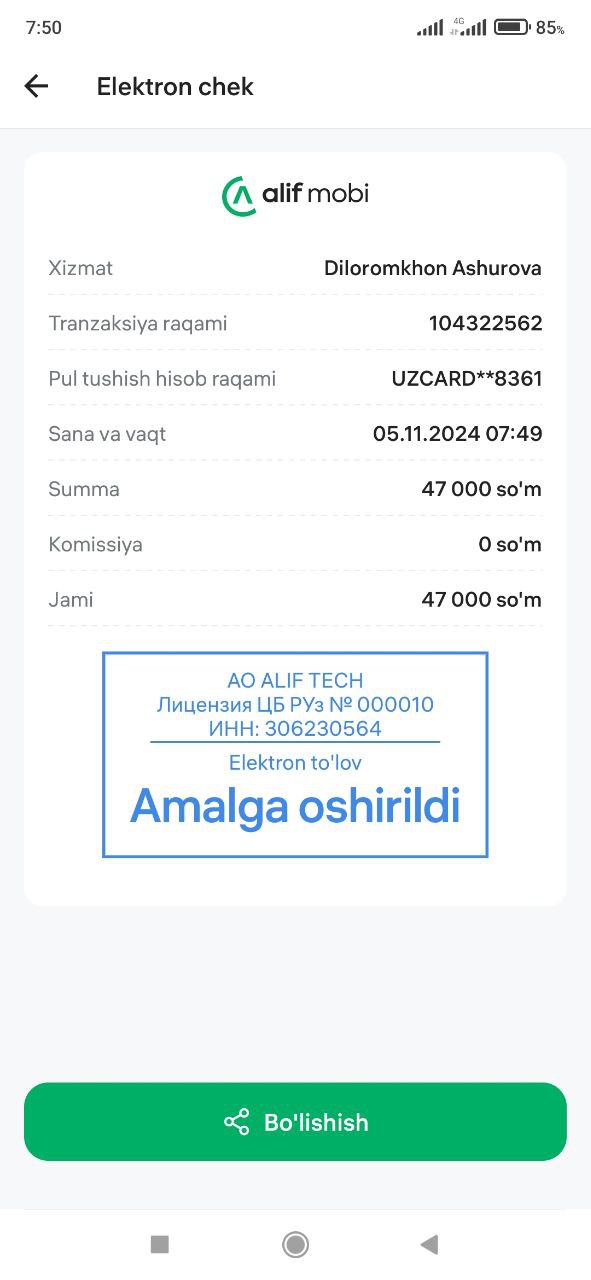 7:50
4G
85%
Elektron chek
alif mobi
Xizmat Diloromkhon Ashurova
Tranzaksiya raqami 104322562
Pul tushish hisob raqami UZCARD**8361
Sana va vaqt 05.11.2024 07:49
Summa 47 000 so'm
Komissiya 0 so'm
Jami 47 000 so'm
АО ALIF TECH
Лицензия ЦБ РУз № 000010
ИНН: 306230564
Elektron to'lov
Amalga oshirildi
Bo'lishish